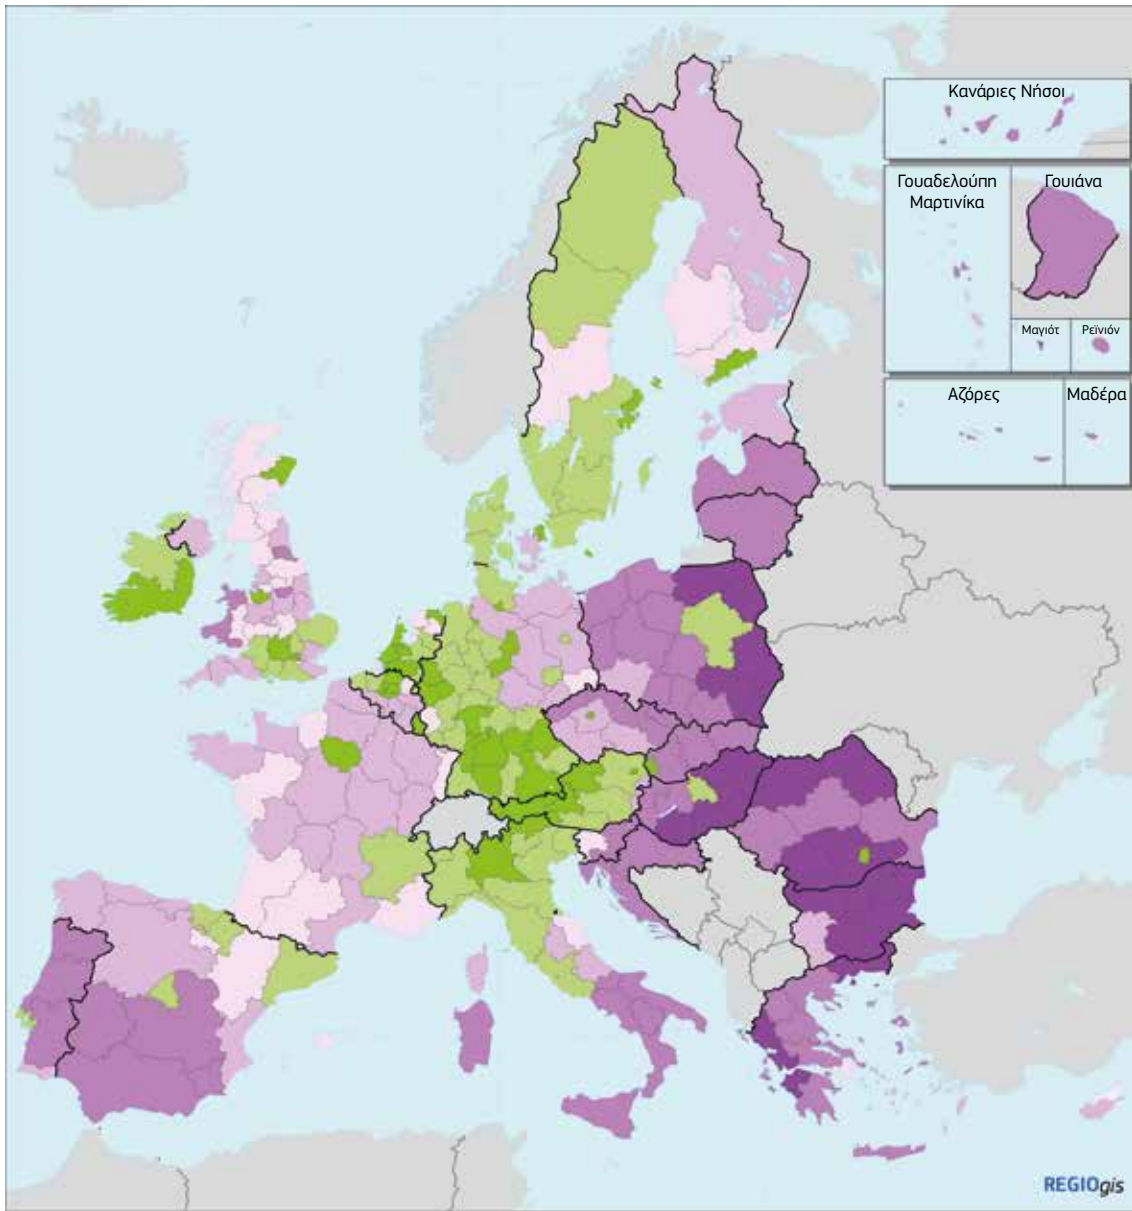 Κανάριες Νήσοι
Γουαδελούπη
Μαρτινίκα
Γουιάνα
Μαγιότ
Ρεϊνιόν
Αζόρες
Μαδέρα
REGIOgis